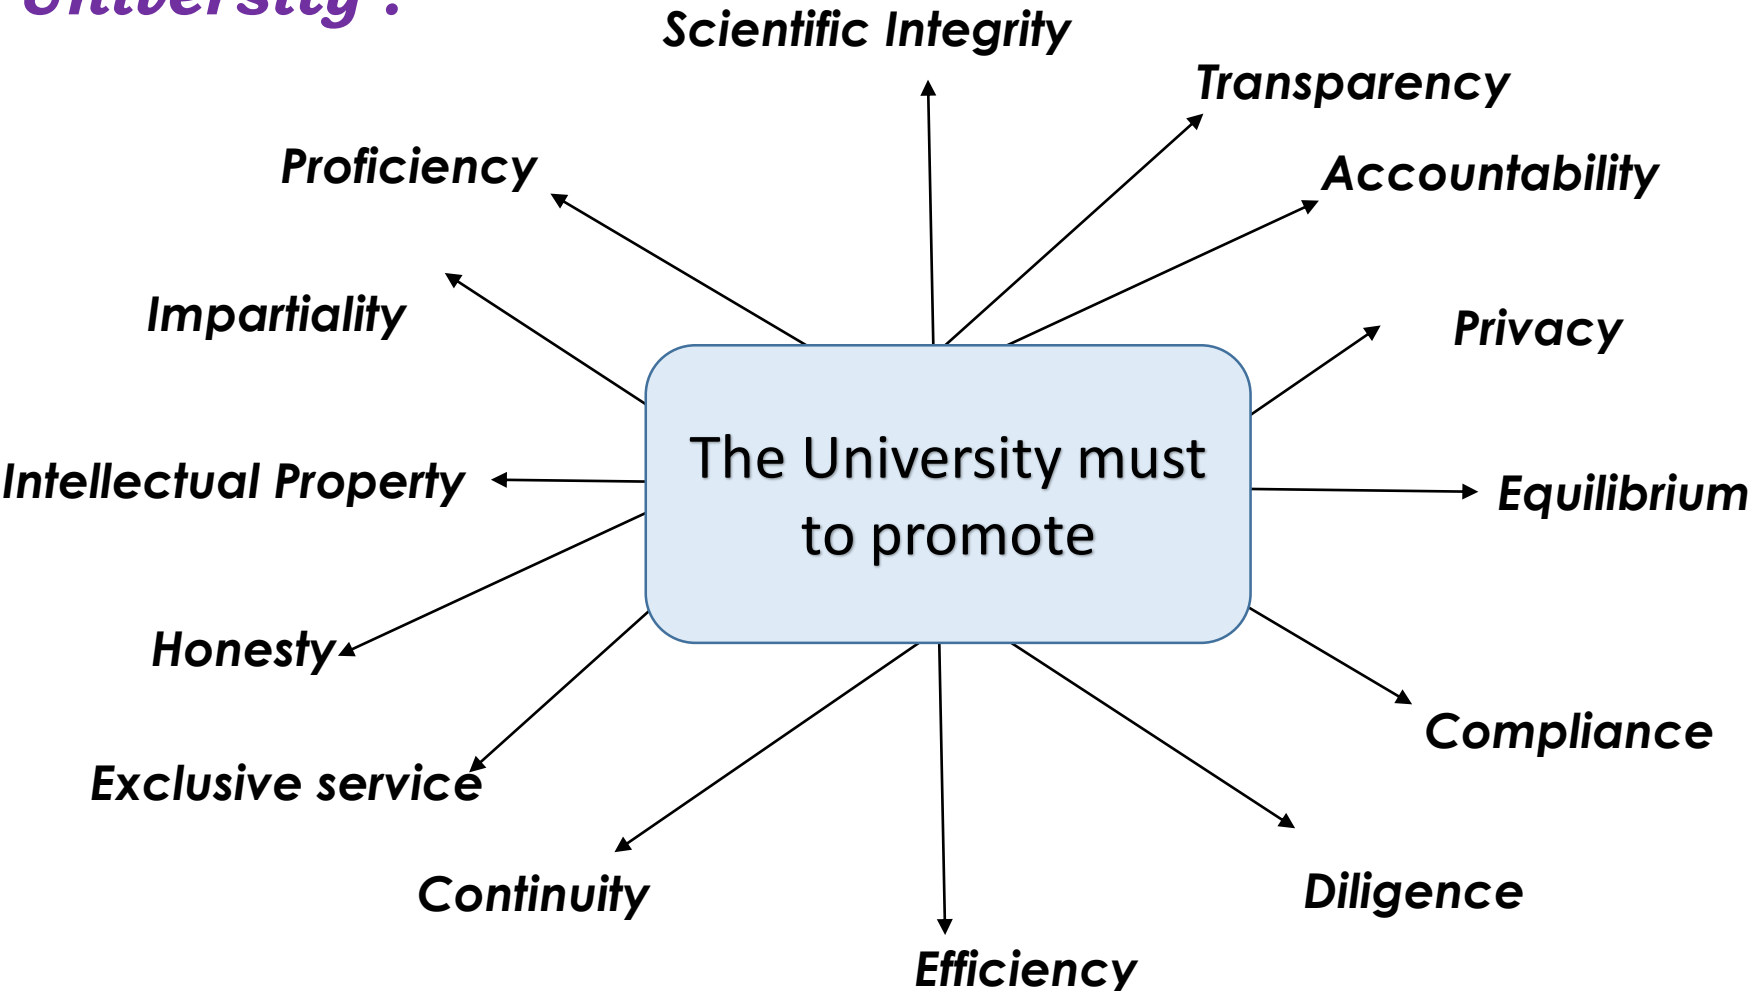 University .
Scientific Integrity
Transparency
Proficiency
Accountability
Impartiality
Privacy
The University must
to promote
Intellectual Property
Equilibrium
Honesty
Compliance
Exclusive service
Continuity
Diligence
Efficiency